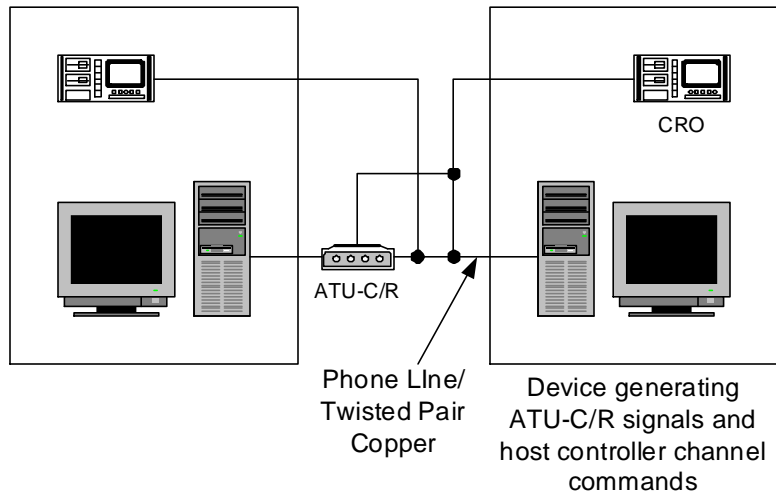 CRO
ATU-C/R
Phone LIne/
Twisted Pair
Copper
Device generating
ATU-C/R signals and
host controller channel
commands